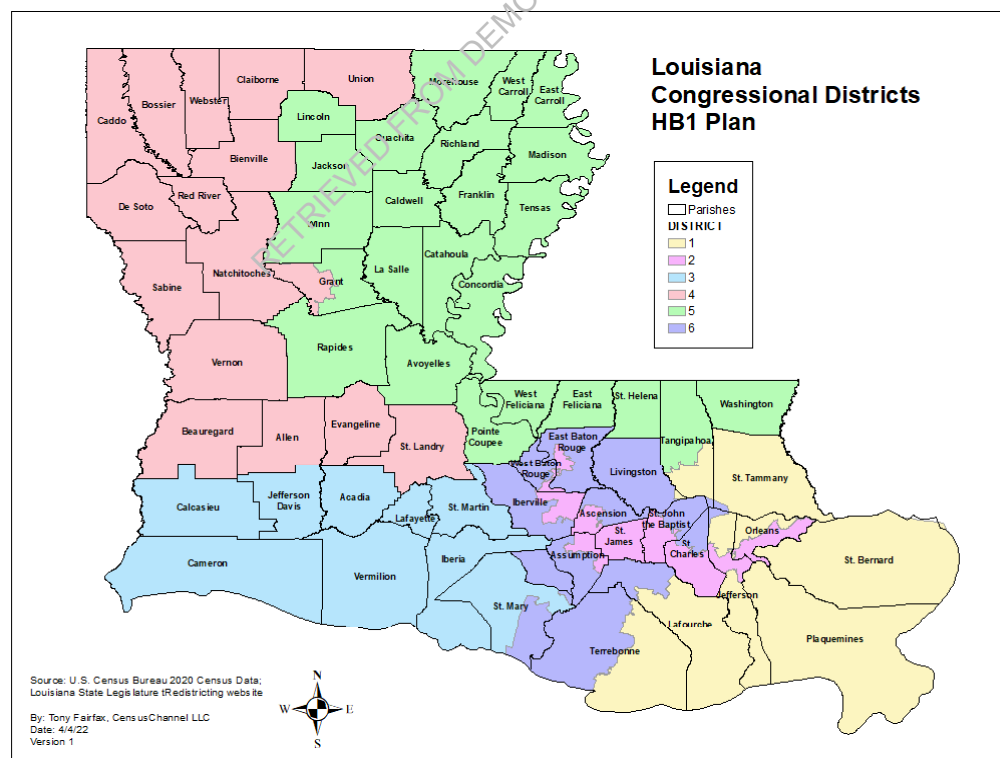 RETRIEVED FROM DEMO
Louisiana
Congressional Districts
HB1 Plan
Legend
Parishes
DISTRICT
1
2
3
4
5
6
Caddo
Bossier
Webster
Claiborne
Union
Morehouse
West
Carroll
East
Carroll
Lincoln
Ouachita
Richland
Madison
Bienville
Jackson
De Soto
Red River
Caldwell
Franklin
Tensas
Winn
Natchitoches
Grant
La Salle
Catahoula
Concordia
Sabine
Vernon
Rapides
Avoyelles
Beauregard
Allen
Evangeline
St. Landry
Pointe
Coupee
West
Feliciana
East
Feliciana
St. Helena
Washington
Tangipahoa
East Baton
Rouge
West Baton
Rouge
Livingston
St. Tammany
Calcasieu
Jefferson
Davis
Acadia
Lafayette
St. Martin
Iberville
Ascension
St. John
the Baptist
Orleans
St.
James
St.
Charles
St. Bernard
Cameron
Vermilion
Iberia
Assumption
St. Mary
Jefferson
Lafourche
Terrebonne
Plaquemines
Source: U.S. Census Bureau 2020 Census Data;
Louisiana State Legislature tRedistricting website
By: Tony Fairfax, CensusChannel LLC
Date: 4/4/22
Version 1
N
W
E
S